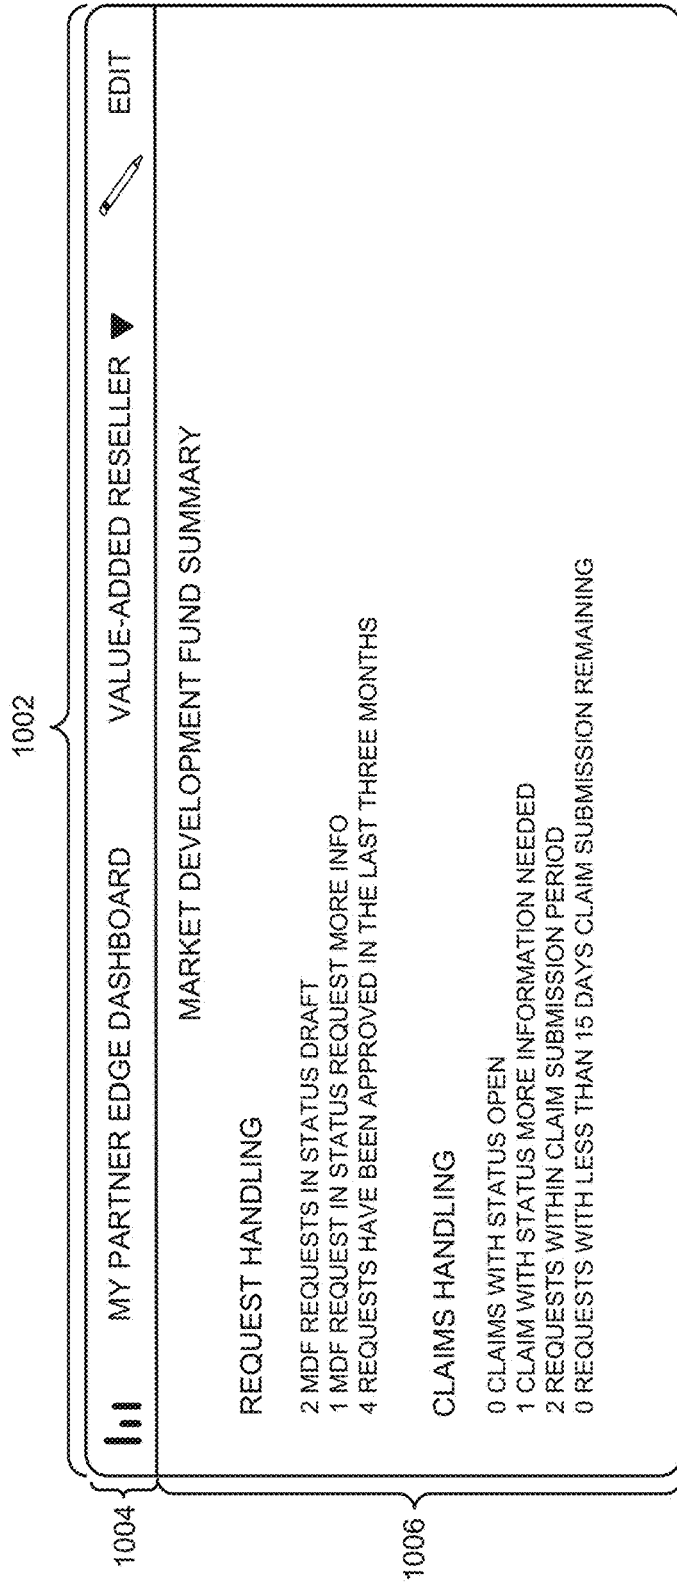 1002
1004
MY PARTNER EDGE DASHBOARD VALUE-ADDED RESELLER EDIT
1006
MARKET DEVELOPMENT FUND SUMMARY
REQUEST HANDLING
2 MDF REQUESTS IN STATUS DRAFT
1 MDF REQUEST IN STATUS REQUEST MORE INFO
4 REQUESTS HAVE BEEN APPROVED IN THE LAST THREE MONTHS
CLAIMS HANDLING
0 CLAIMS WITH STATUS OPEN
1 CLAIM WITH STATUS MORE INFORMATION NEEDED
2 REQUESTS WITHIN CLAIM SUBMISSION PERIOD
0 REQUESTS WITH LESS THAN 15 DAYS CLAIM SUBMISSION REMAINING